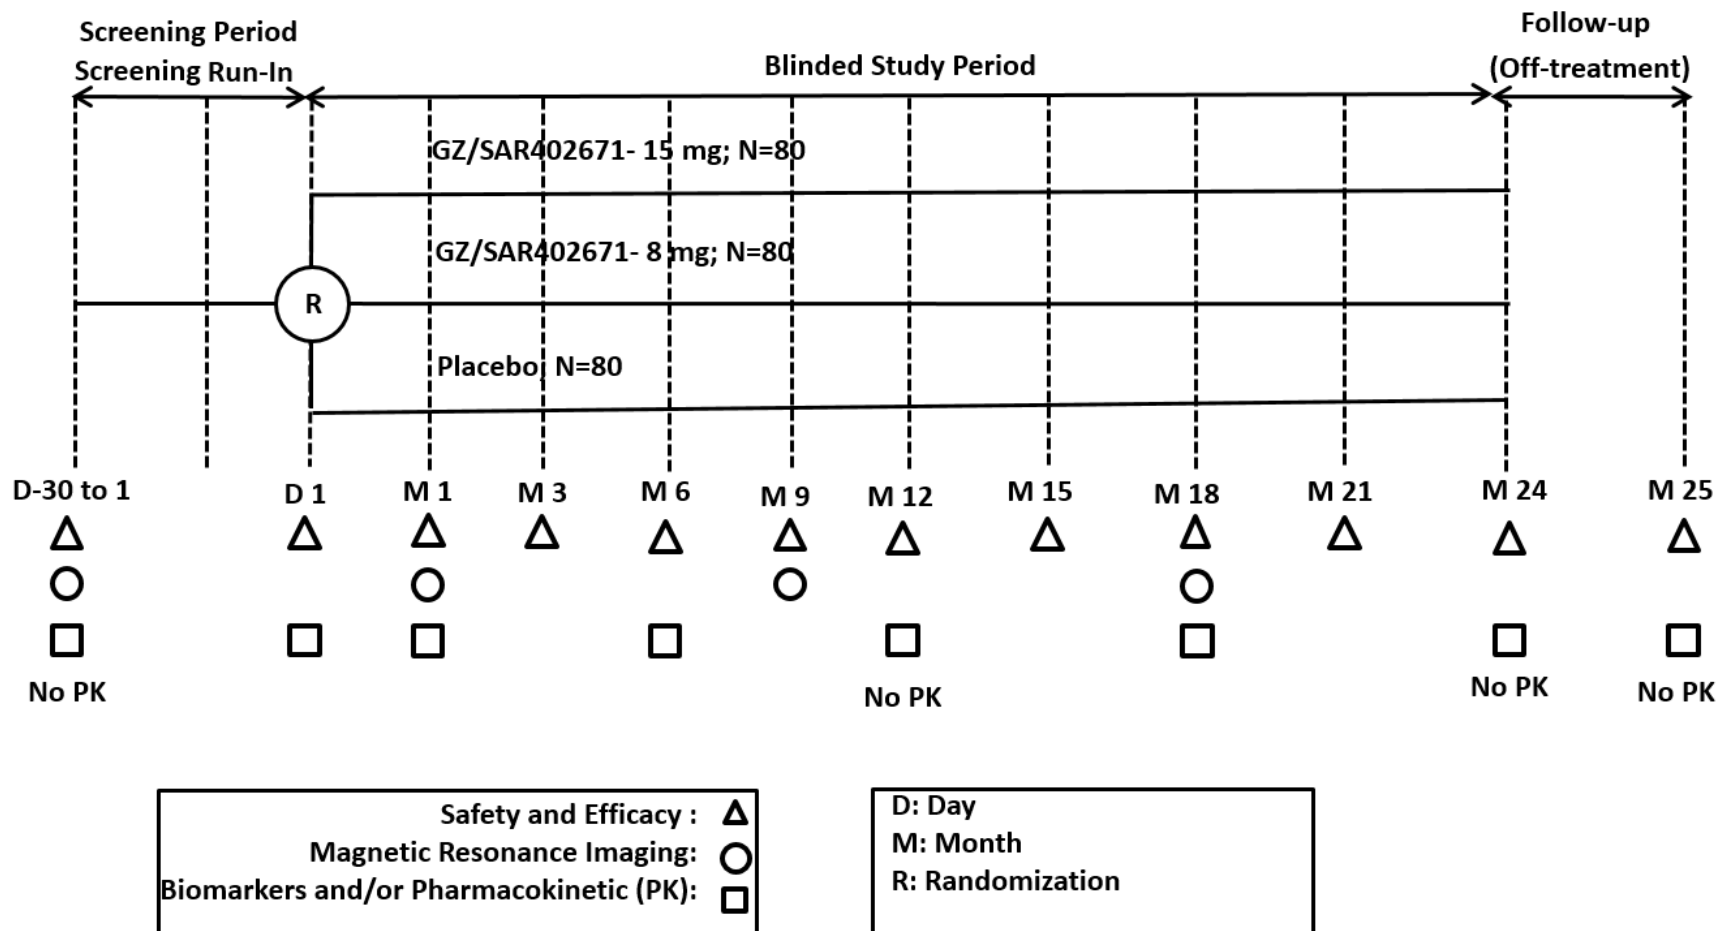 Screening Period
Screening Run-In
Blinded Study Period
Follow-up
(Off-treatment)
GZ/SAR402671- 15 mg; N=80
GZ/SAR402671- 8 mg; N=80
R
Placebo; N=80
D-30 to 1
D 1
M 1
M 3
M 6
M 9
M 12
M 15
M 18
M 21
M 24
M 25
No PK
No PK
No PK
No PK
Safety and Efficacy :
Magnetic Resonance Imaging:
Biomarkers and/or Pharmacokinetic (PK):
D: Day
M: Month
R: Randomization